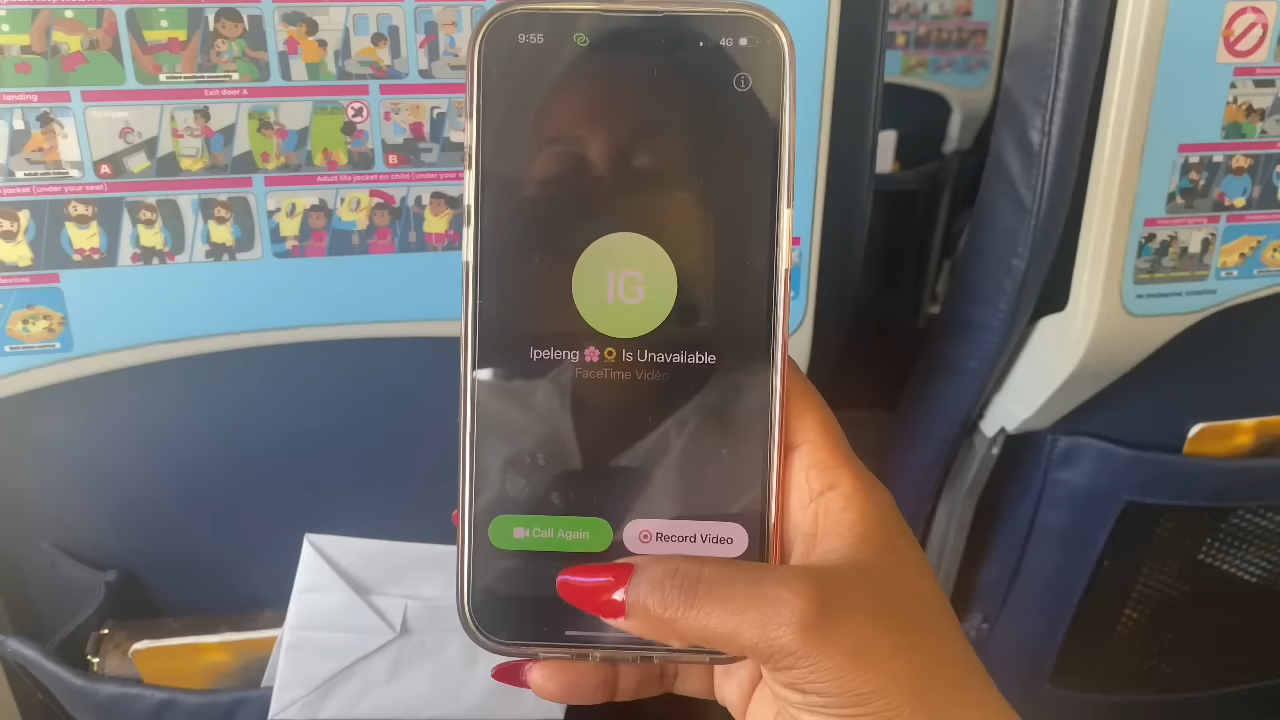 landing
Exit door A
A
B
jacket (under your seat)
Adult life jacket on child (under your
9:55
4G
IG
Ipeleng 🌸🌻 Is Unavailable
FaceTime Video
Call Again
Record Video